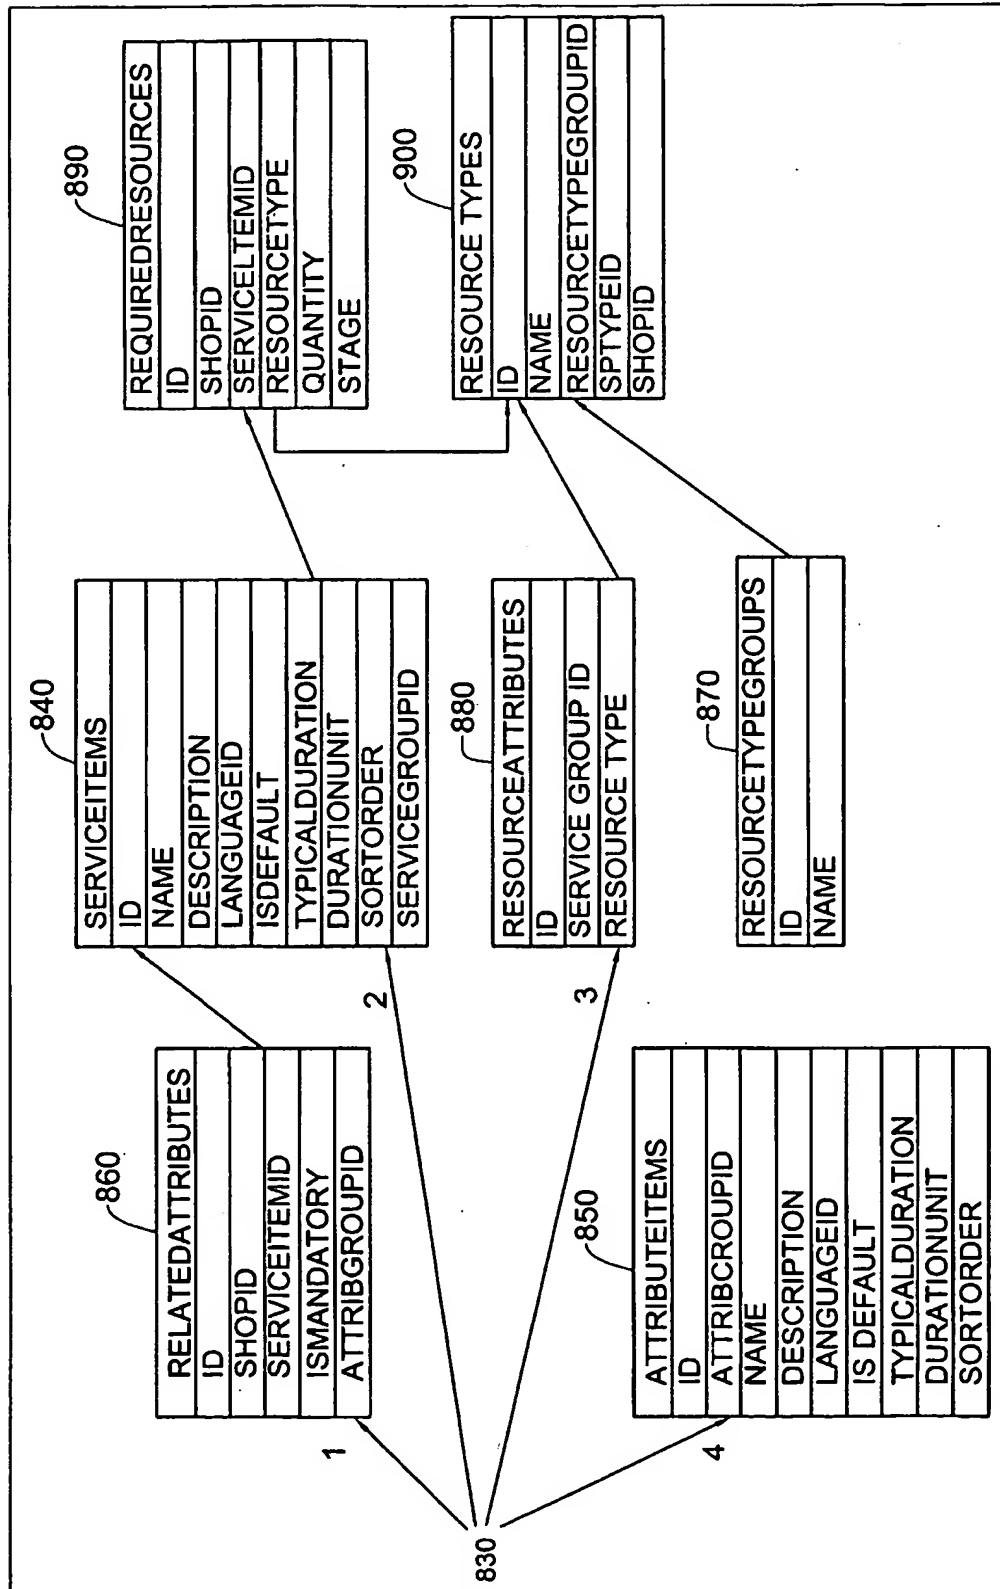 830
1
2
3
4
860
RELATEDATTRIBUTES
ID
SHOPID
SERVICEITEMID
ISMANDATORY
ATTRIBGROUPID
850
ATTRIBUTEITEMS
ID
ATTRIBCROUPID
NAME
DESCRIPTION
LANGUAGEID
IS DEFAULT
TYPICALDURATION
DURATIONUNIT
SORTORDER
840
SERVICEITEMS
ID
NAME
DESCRIPTION
LANGUAGEID
ISDEFAULT
TYPICALDURATION
DURATIONUNIT
SORTORDER
SERVICEGROUPID
880
RESOURCEATTRIBUTES
ID
SERVICE GROUP ID
RESOURCE TYPE
870
RESOURCETYPEGROUPS
ID
NAME
890
REQUIREDRESOURCES
ID
SHOPID
SERVICELTEMID
RESOURCETYPE
QUANTITY
STAGE
900
RESOURCE TYPES
ID
NAME
RESOURCETYPEGROUPID
SPTYPEID
SHOPID